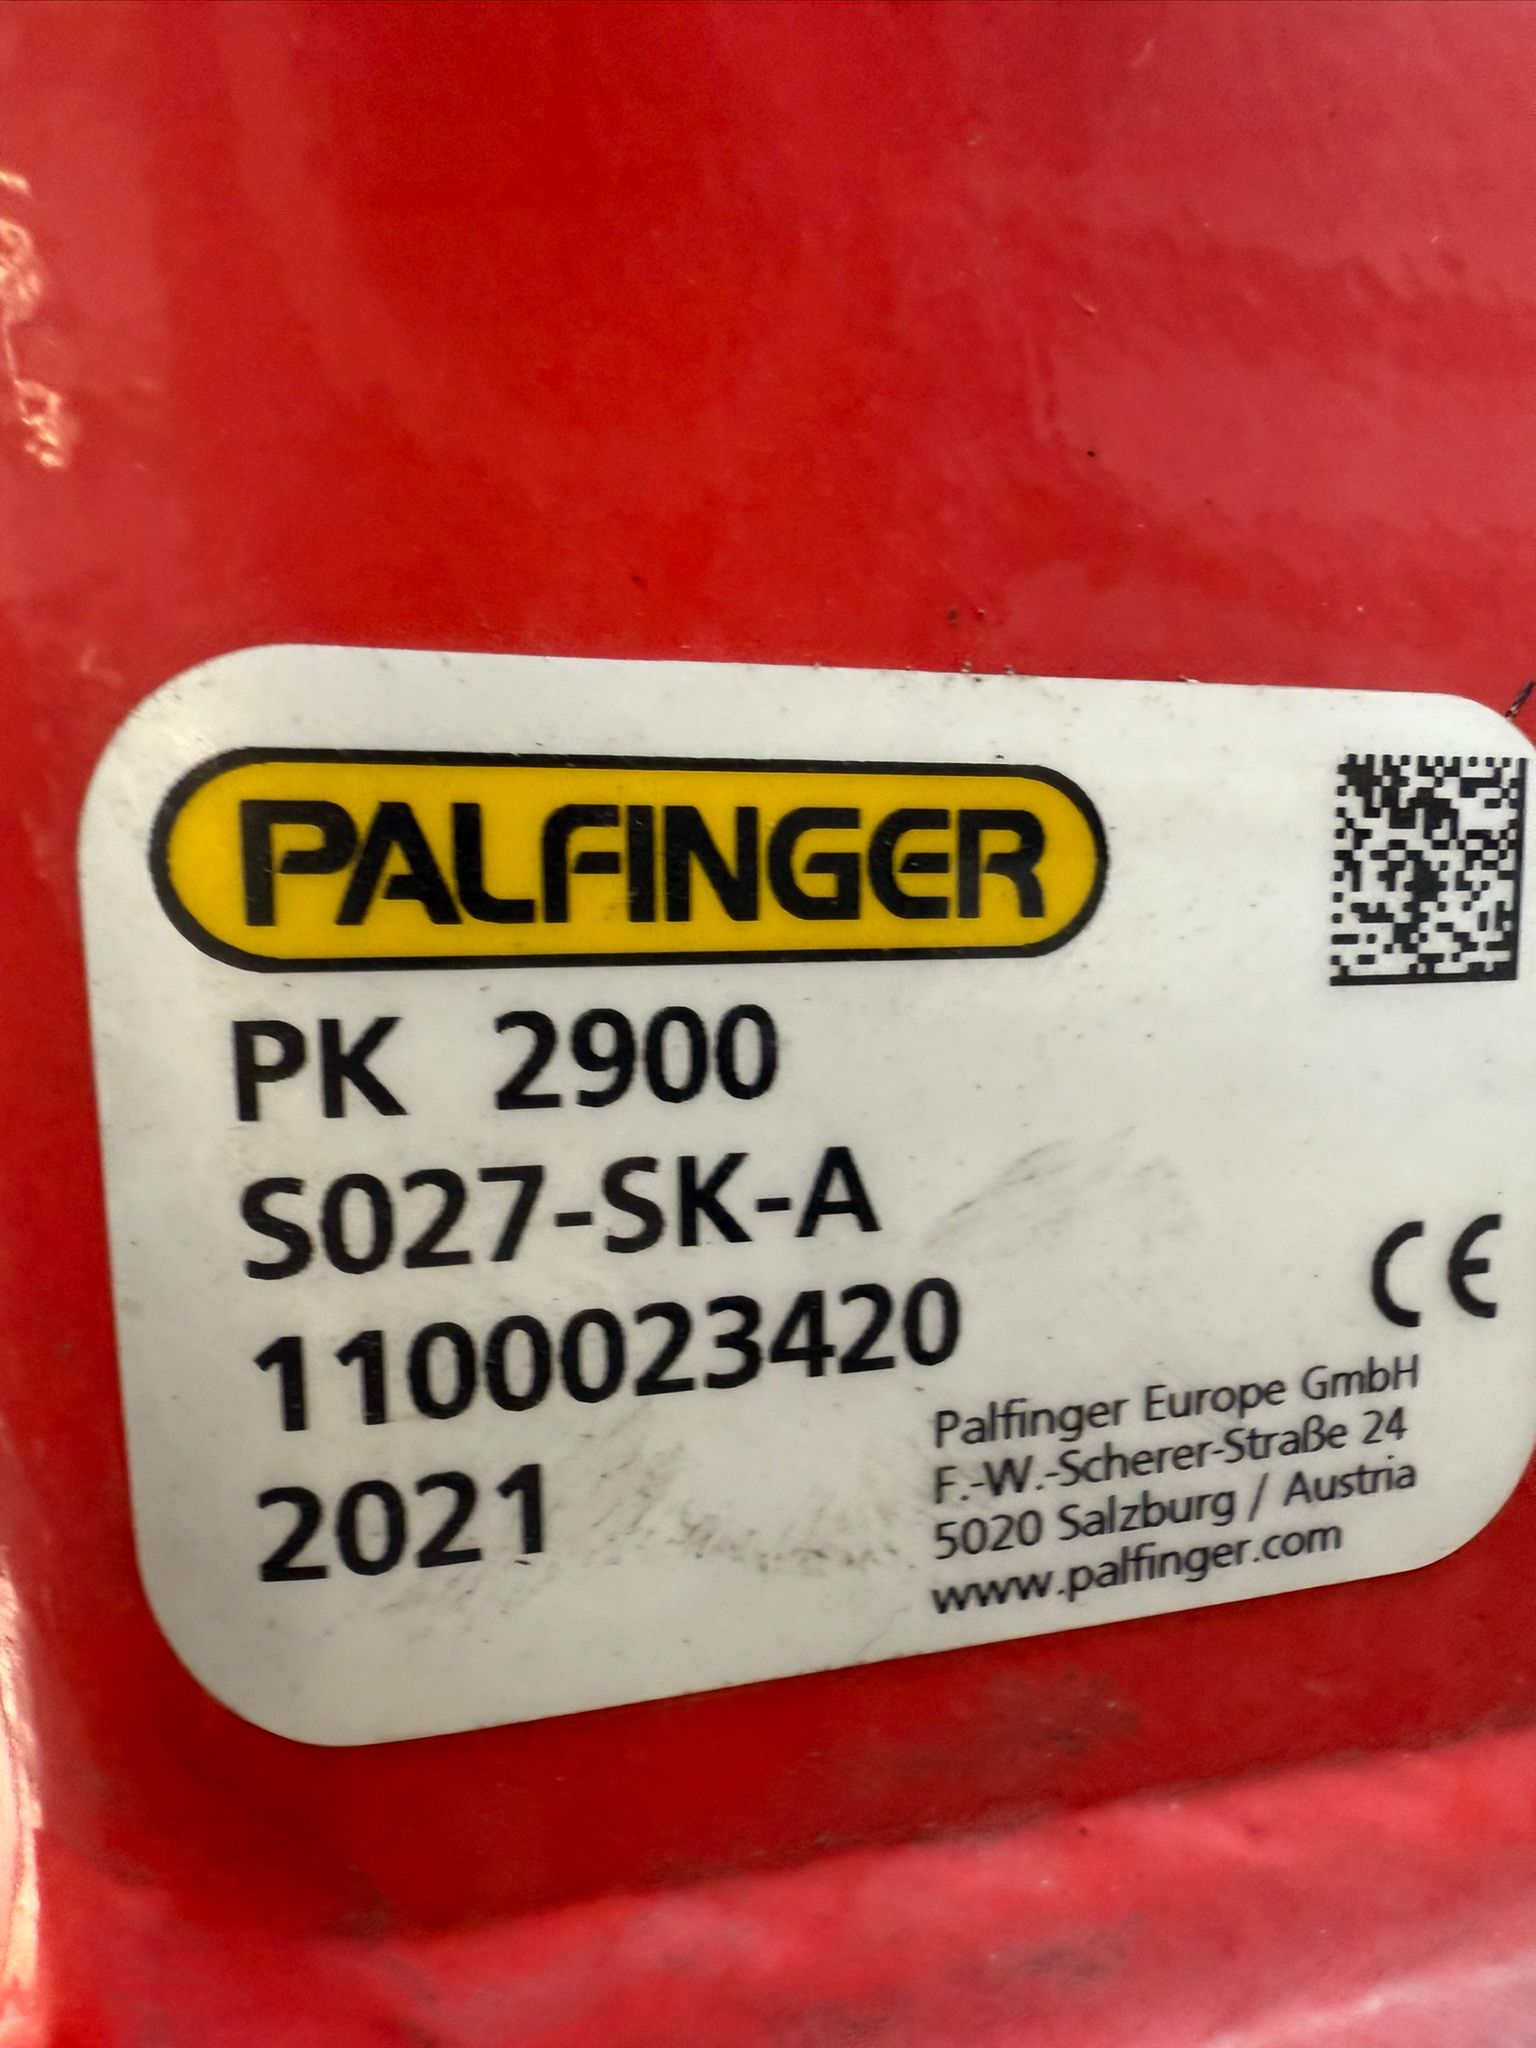 PALFINGER
PK 2900
S027-SK-A
1100023420
2021
CE
Palfinger Europe GmbH
F.-W.-Scherer-Straße 24
5020 Salzburg / Austria
www.palfinger.com